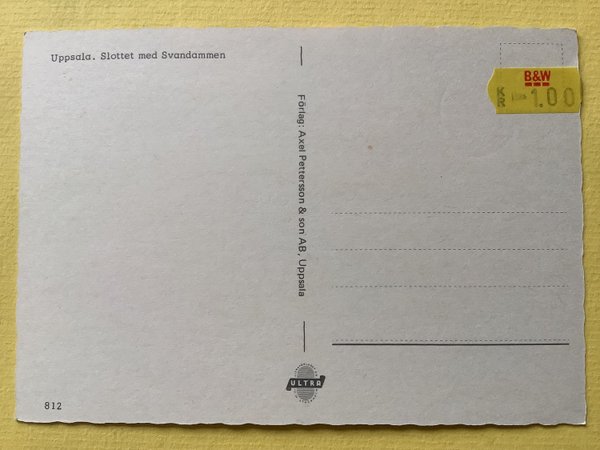 Uppsala. Slottet med Svandammen
B&W
KR -1.00
Förlag: Axel Pettersson & son AB, Uppsala
ULTRA
812